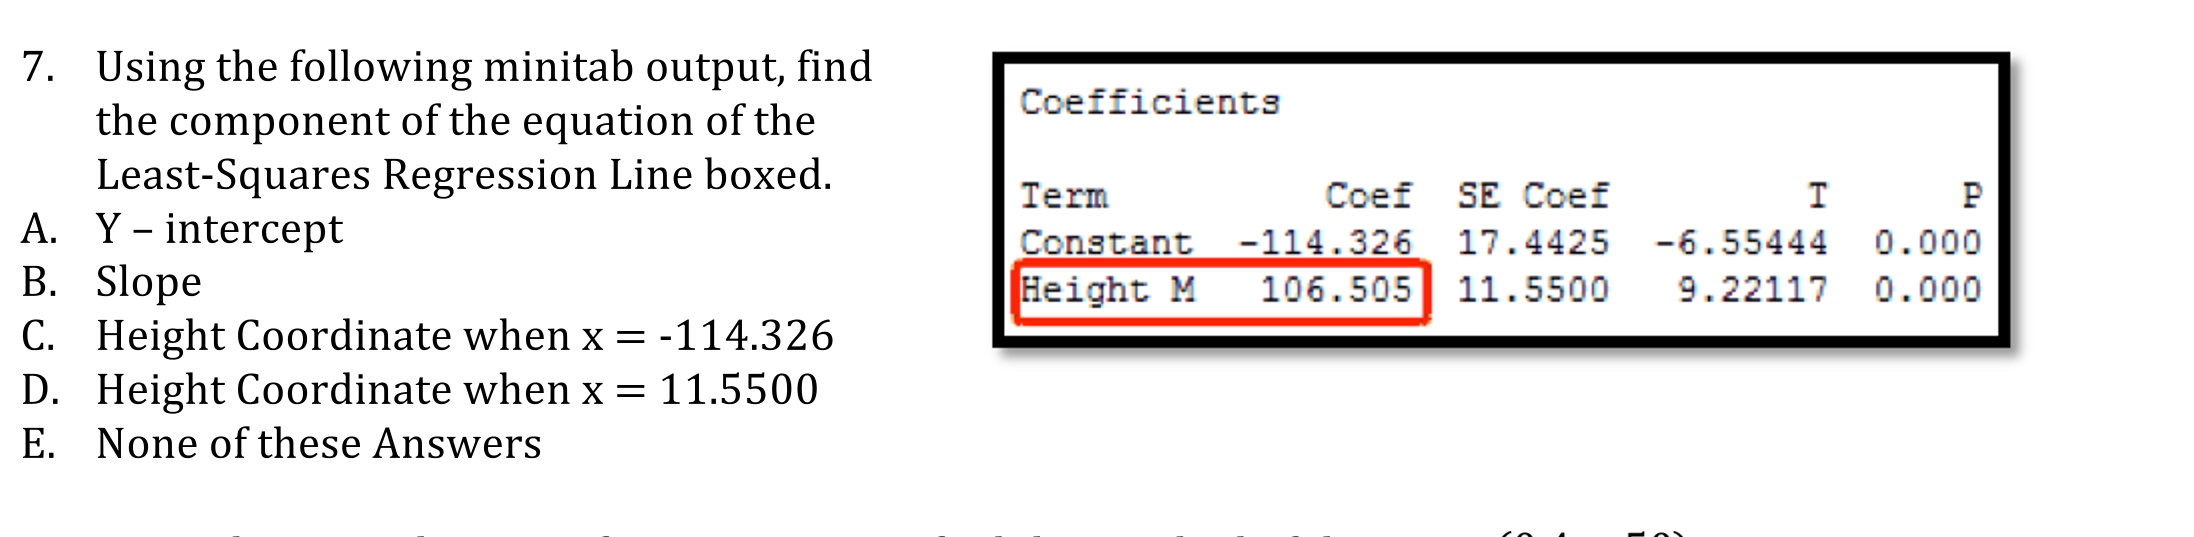 7. Using the following minitab output, find
the component of the equation of the
Least-Squares Regression Line boxed.
A. Y – intercept
B. Slope
C. Height Coordinate when x = -114.326
D. Height Coordinate when x = 11.5500
E. None of these Answers
Coefficients
Term Coef SE Coef T P
Constant -114.326 17.4425 -6.55444 0.000
Height M 106.505 11.5500 9.22117 0.000